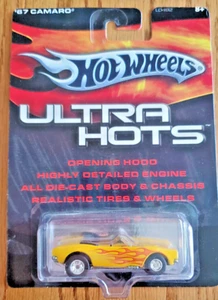 '67 CAMARO
5+
HOT WHEELS
ULTRA
HOTS
OPENING HOOD
HIGHLY DETAILED ENGINE
ALL DIE-CAST BODY & CHASSIS
REALISTIC TIRES & WHEELS